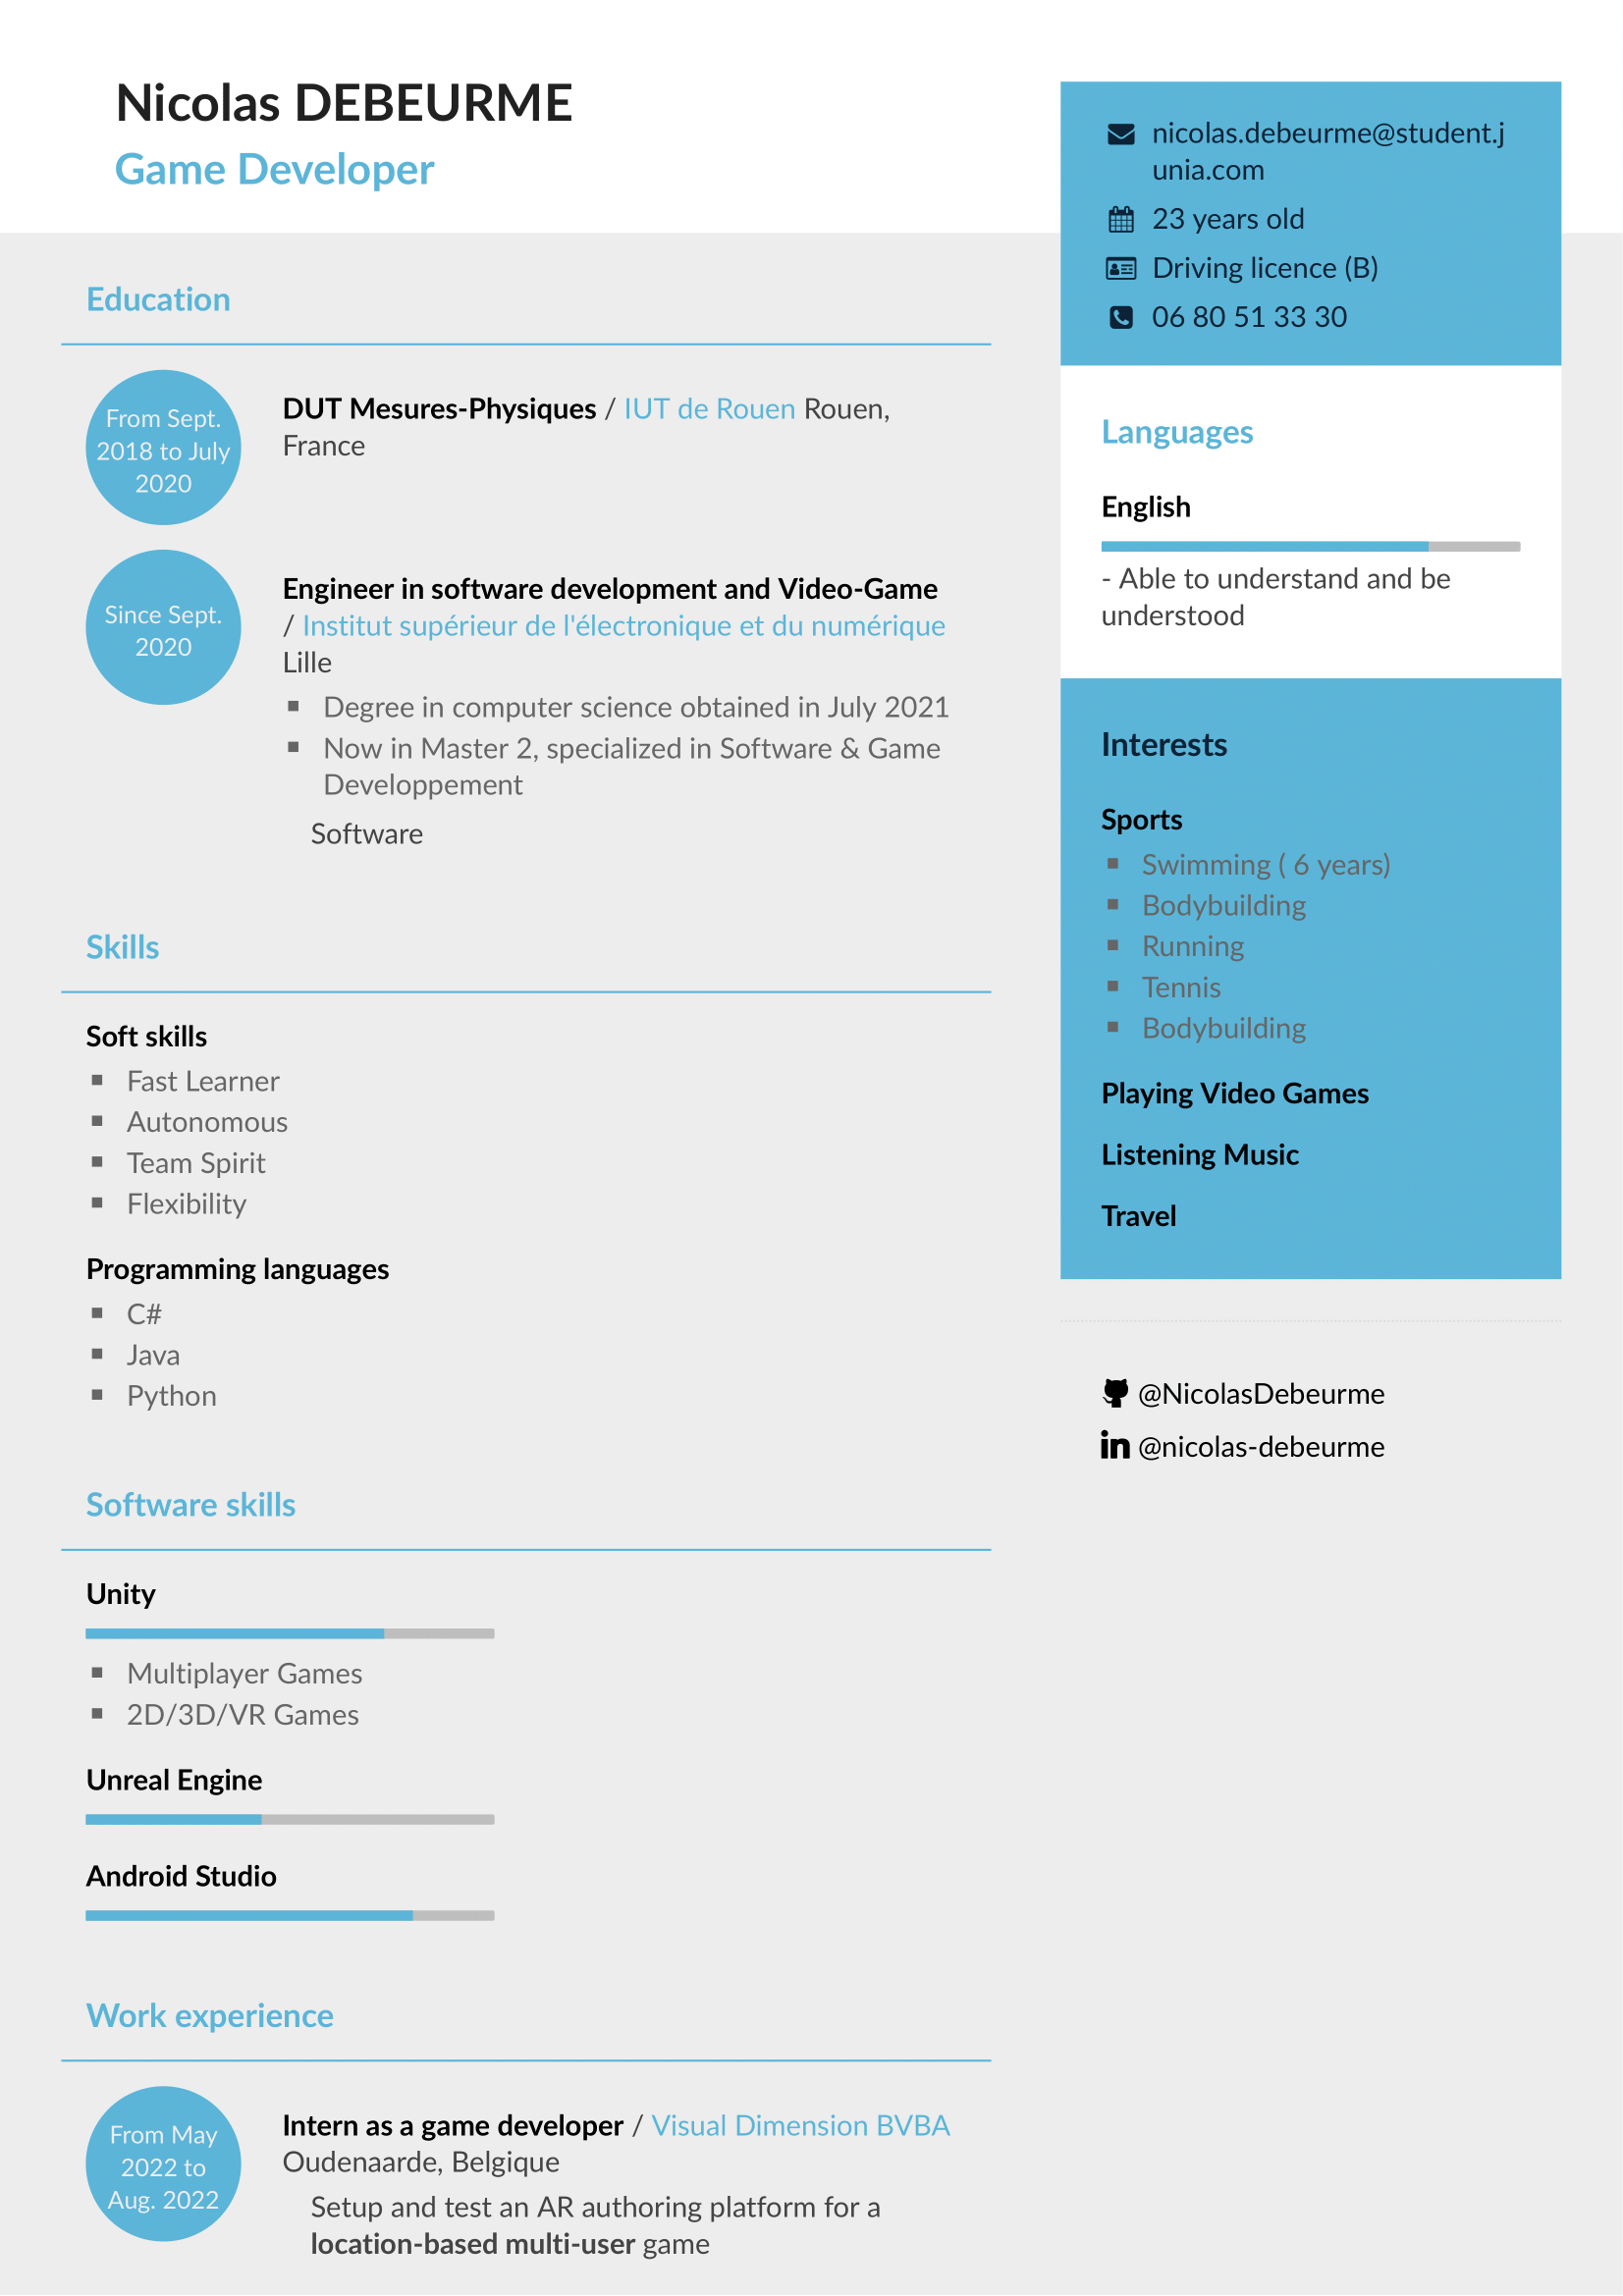 Nicolas DEBEURME
Game Developer
nicolas.debeurme@student.j
unia.com
23 years old
Driving licence (B)
06 80 51 33 30
Education
From Sept.
2018 to July
2020
DUT Mesures-Physiques / IUT de Rouen Rouen,
France
Since Sept.
2020
Engineer in software development and Video-Game
/ Institut supérieur de l'électronique et du numérique
Lille
Degree in computer science obtained in July 2021
Now in Master 2, specialized in Software & Game
Developpement
Software
Skills
Soft skills
Fast Learner
Autonomous
Team Spirit
Flexibility
Programming languages
C#
Java
Python
Software skills
Unity
Multiplayer Games
2D/3D/VR Games
Unreal Engine
Android Studio
Work experience
From May
2022 to
Aug. 2022
Intern as a game developer / Visual Dimension BVBA
Oudenaarde, Belgique
Setup and test an AR authoring platform for a
location-based multi-user game
Languages
English
- Able to understand and be
understood
Interests
Sports
Swimming ( 6 years)
Bodybuilding
Running
Tennis
Bodybuilding
Playing Video Games
Listening Music
Travel
@NicolasDebeurme
@nicolas-debeurme